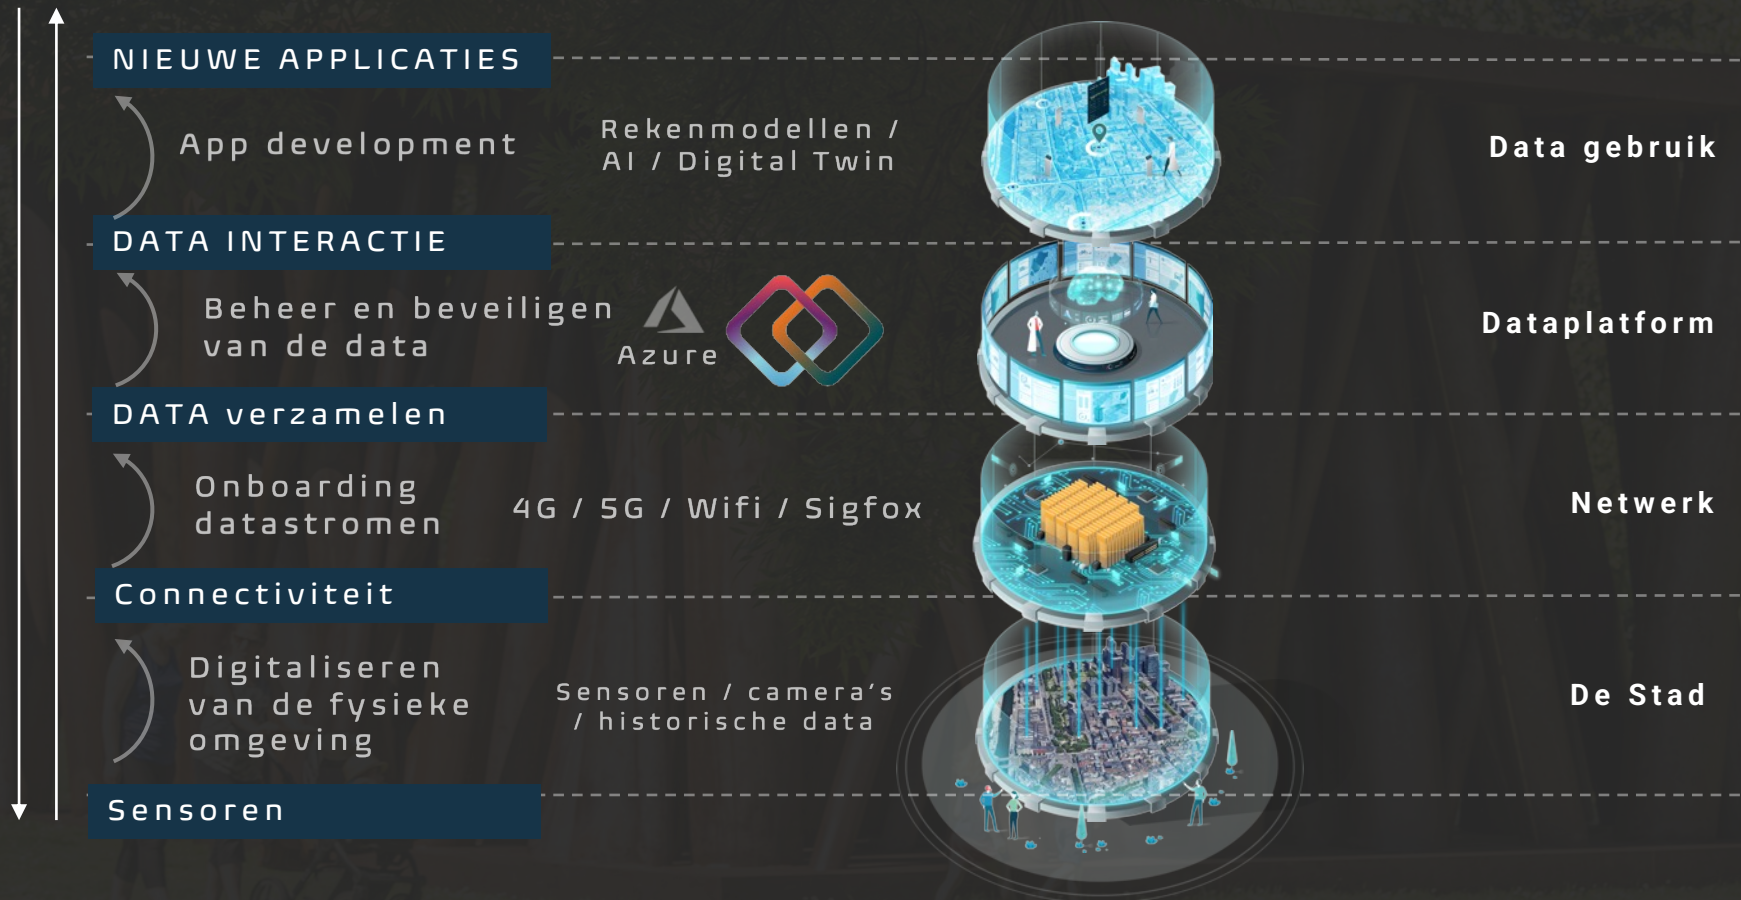 NIEUWE APPLICATIES
App development
Rekenmodellen /
AI / Digital Twin
Data gebruik
DATA INTERACTIE
Beheer en beveiligen
van de data
Azure
Dataplatform
DATA verzamelen
Onboarding
datastromen
4G / 5G / Wifi / Sigfox
Netwerk
Connectiviteit
Digitaliseren
van de fysieke
omgeving
Sensoren / camera's
/ historische data
De Stad
Sensoren